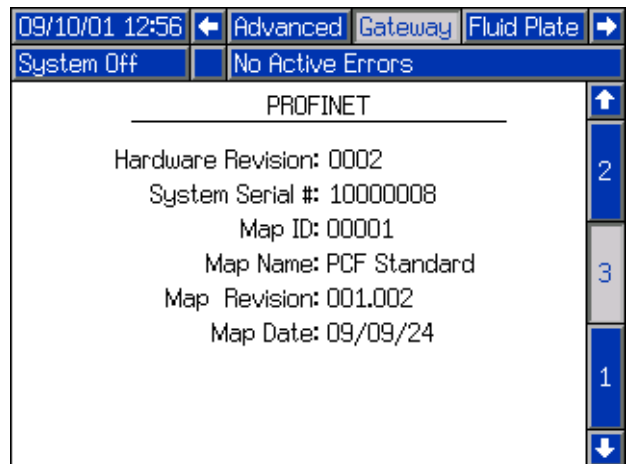 09/10/01 12:56 Advanced Gateway Fluid Plate
System Off No Active Errors
PROFINET
Hardware Revision: 0002
System Serial #: 10000008
Map ID: 00001
Map Name: PCF Standard
Map Revision: 001.002
Map Date: 09/09/24
2
3
1